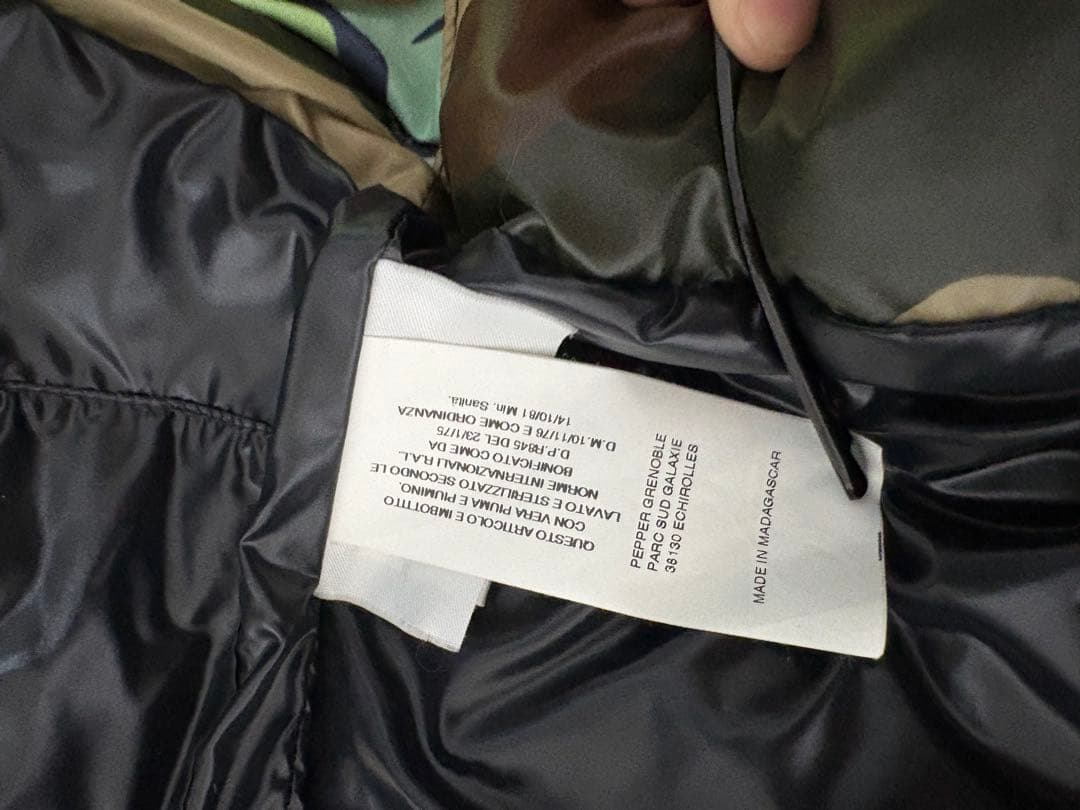 QUESTO ARTICOLO E IMBOTTITO
CON VERA PIUMA E PIUMINO.
LAVATO E STERILIZZATO SECONDO LE
NORME INTERNAZIONALI R.A.L.
BONIFICATO COME DA
D.P.R845 DEL 23/1/75
D.M.10/11/76 E COME ORDINANZA
14/10/81 Min. Sanità.
PEPPER GRENOBLE
PARC SUD GALAXIE
38130 ECHIROLLES
MADE IN MADAGASCAR